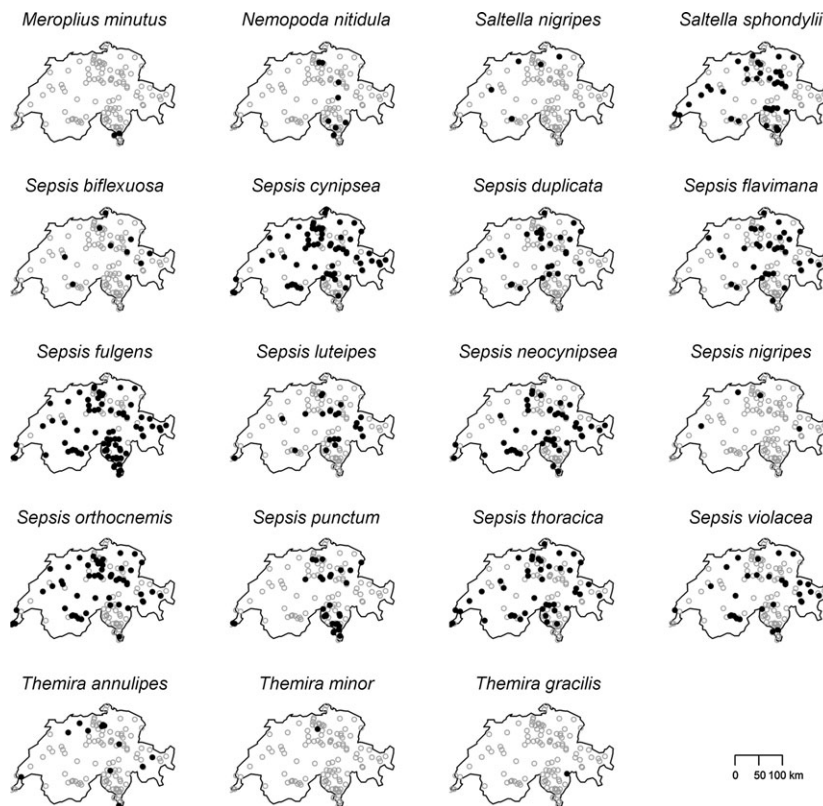 Meroplius minutus Nemopoda nitidula Saltella nigripes Saltella sphondylii
Sepsis biflexuosa Sepsis cynipsea Sepsis duplicata Sepsis flavimana
Sepsis fulgens Sepsis luteipes Sepsis neocynipsea Sepsis nigripes
Sepsis orthocnemis Sepsis punctum Sepsis thoracica Sepsis violacea
Themira annulipes Themira minor Themira gracilis
0 50 100 km